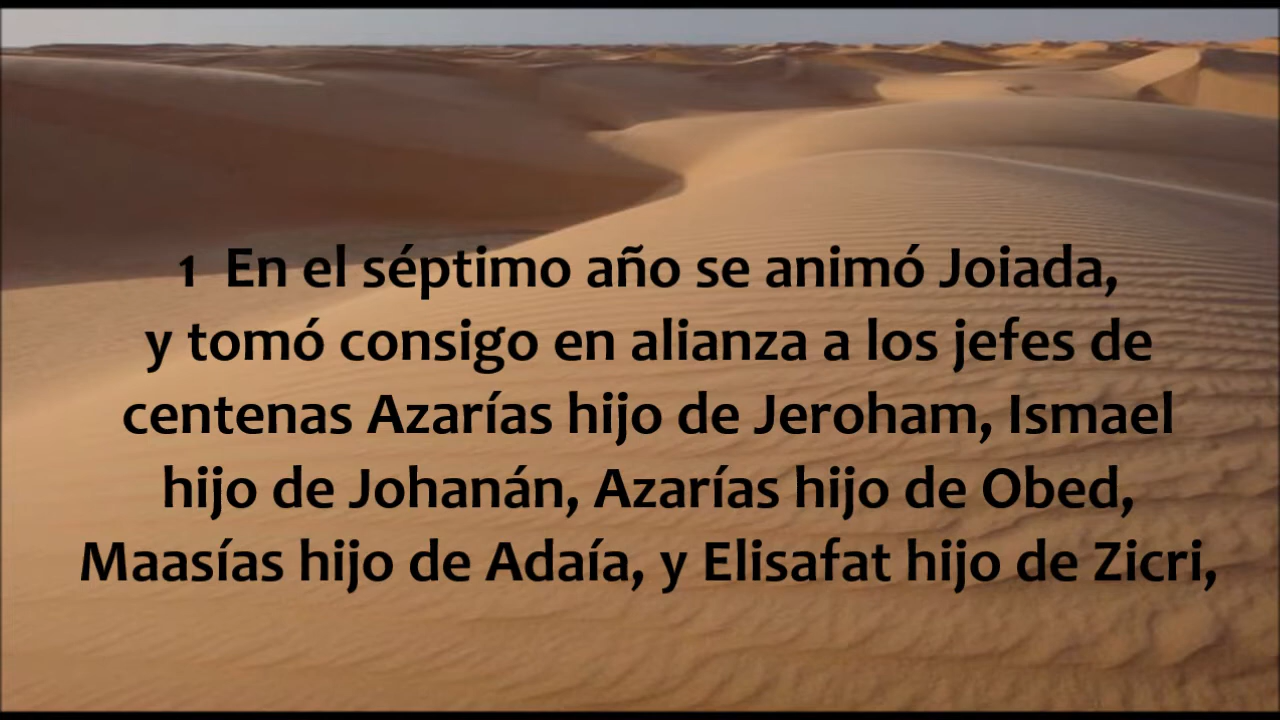 1 En el séptimo año se animó Joiada,
y tomó consigo en alianza a los jefes de
centenas Azarías hijo de Jeroham, Ismael
hijo de Johanán, Azarías hijo de Obed,
Maasías hijo de Adaía, y Elisafat hijo de Zicri,